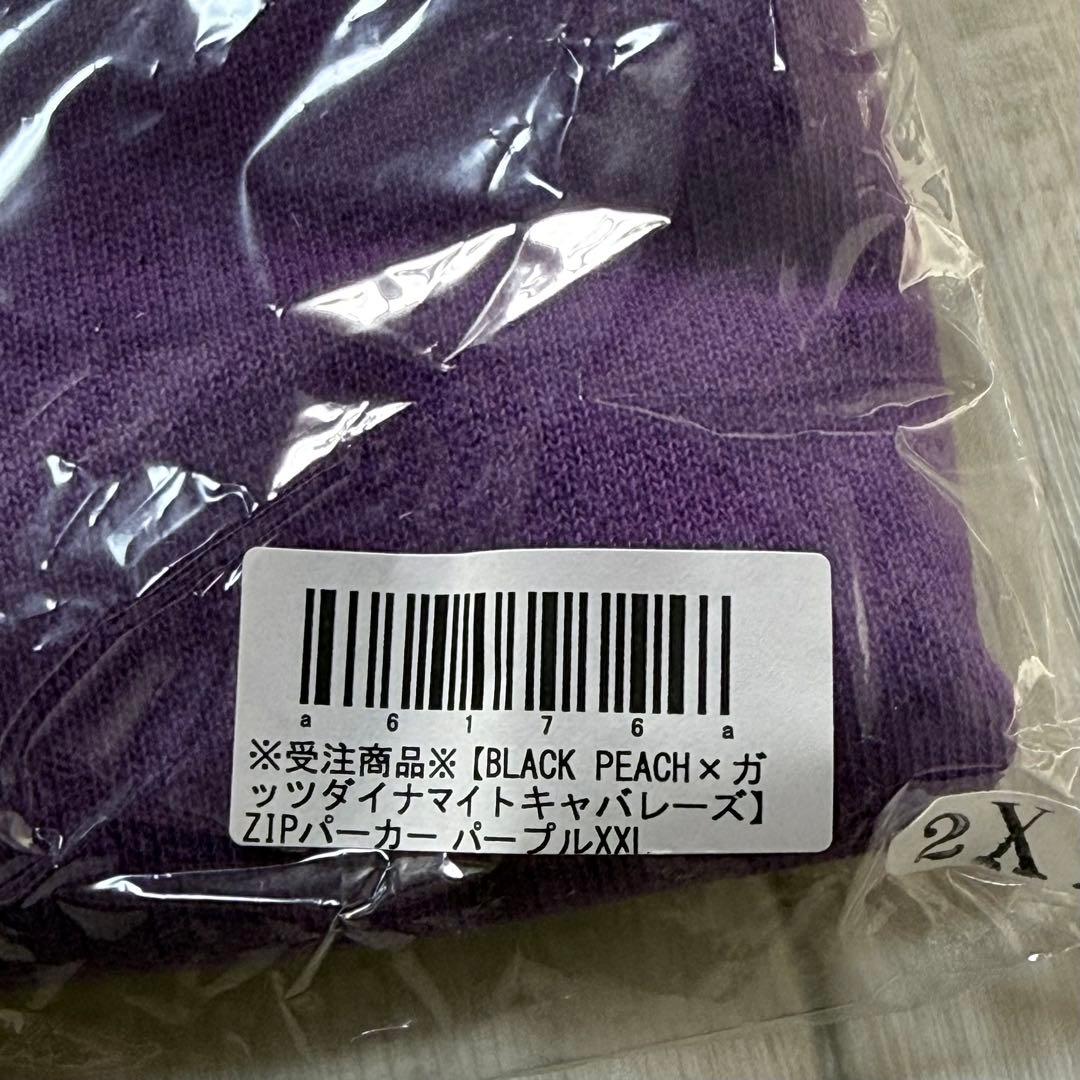 a 6 1 7 6 a
※受注商品※【BLACK PEACH×ガ
ッツダイナマイトキャバレーズ】
ZIPパーカー パープルXXL
2X